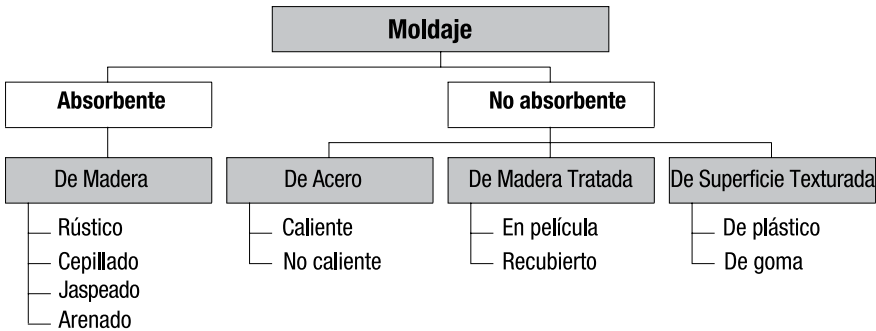 Moldaje
Absorbente
No absorbente
De Madera
De Acero
De Madera Tratada
De Superficie Texturada
Rústico
Cepillado
Jaspeado
Arenado
Caliente
No caliente
En película
Recubierto
De plástico
De goma